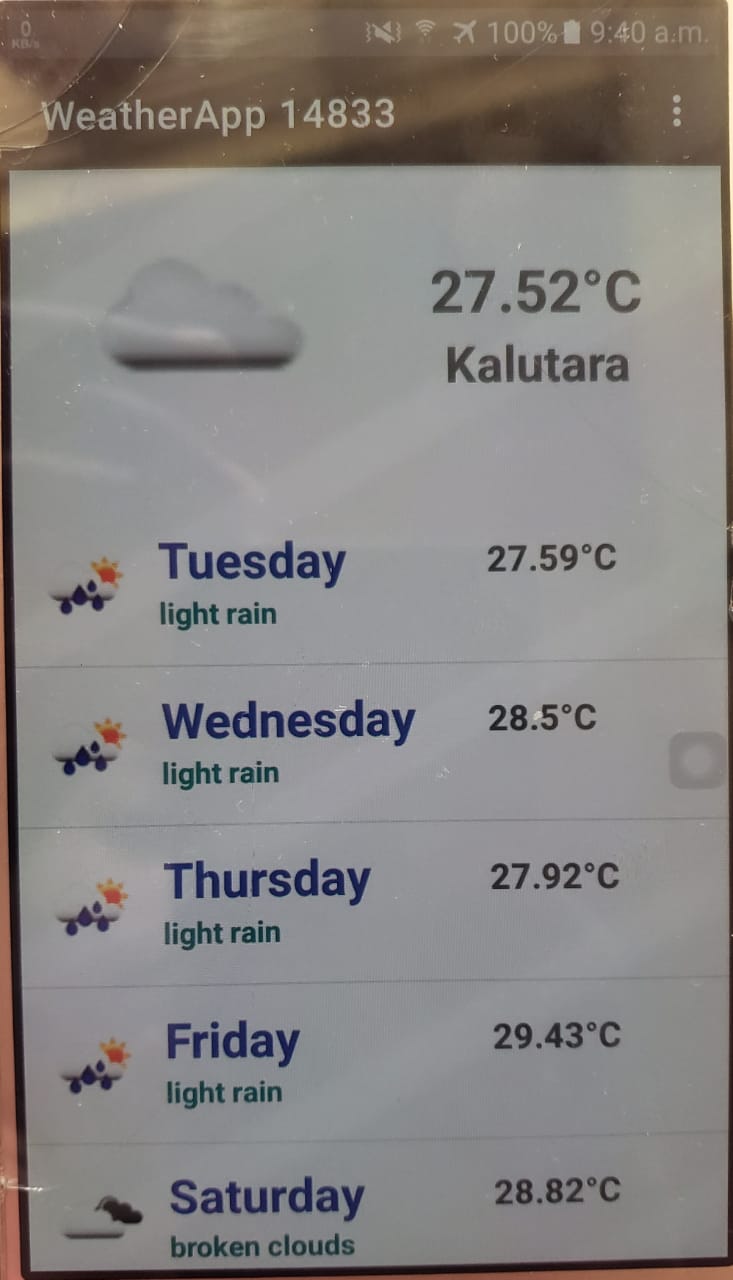 0
KB/s
100% 9:40 a.m.
WeatherApp 14833
27.52°C
Kalutara
Tuesday 27.59°C
light rain
Wednesday 28.5°C
light rain
Thursday 27.92°C
light rain
Friday 29.43°C
light rain
Saturday 28.82°C
broken clouds